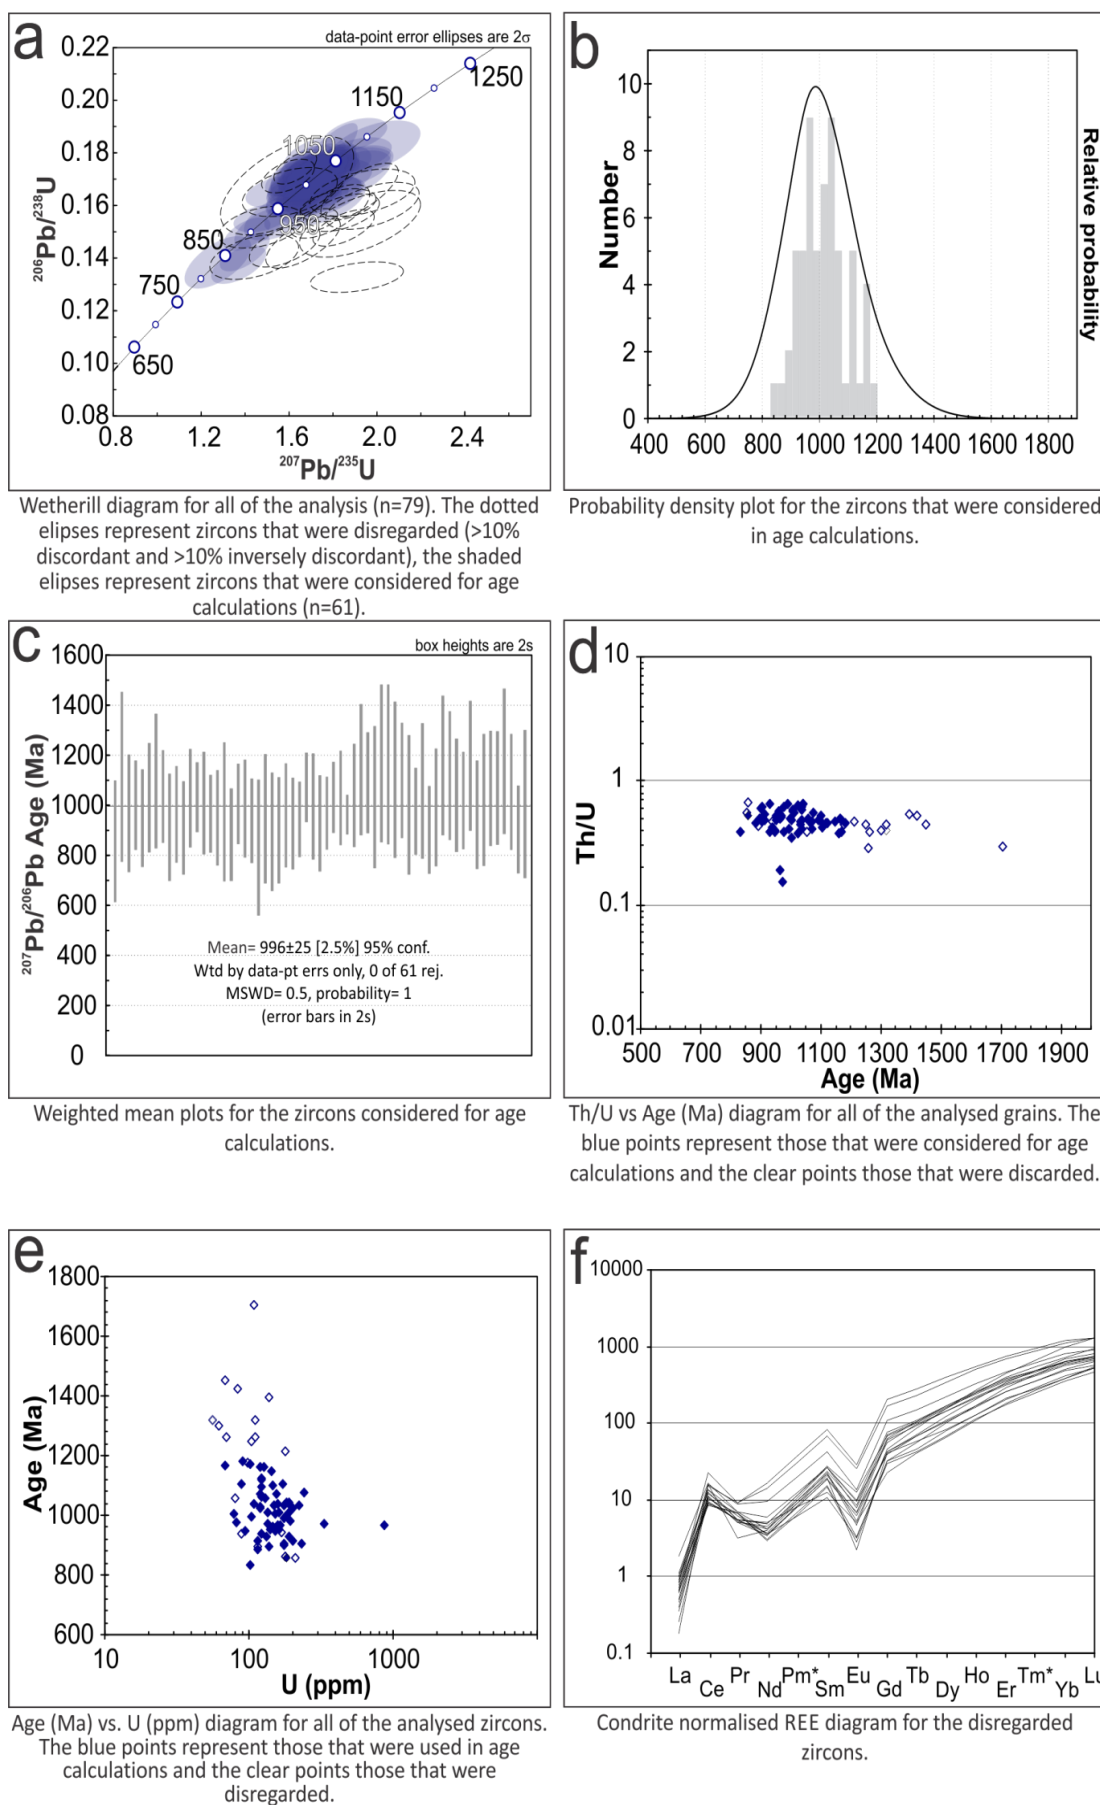 a
data-point error ellipses are 2σ
0.22
0.20
0.18
0.16
0.14
0.12
0.10
0.08
206Pb/238U
1250
1150
1050
950
850
750
650
0.8 1.2 1.6 2.0 2.4
207Pb/235U
Wetherill diagram for all of the analysis (n=79). The dotted
elipses represent zircons that were disregarded (>10%
discordant and >10% inversely discordant), the shaded
elipses represent zircons that were considered for age
calculations (n=61).
b
10
8
6
4
2
0
Number
Relative probability
400 600 800 1000 1200 1400 1600 1800
Probability density plot for the zircons that were considered
in age calculations.
c
box heights are 2s
1600
1400
1200
1000
800
600
400
200
0
207Pb/206Pb Age (Ma)
Mean= 996±25 [2.5%] 95% conf.
Wtd by data-pt errs only, 0 of 61 rej.
MSWD= 0.5, probability= 1
(error bars in 2s)
Weighted mean plots for the zircons considered for age
calculations.
d
10
1
0.1
0.01
Th/U
500 700 900 1100 1300 1500 1700 1900
Age (Ma)
Th/U vs Age (Ma) diagram for all of the analysed grains. The
blue points represent those that were considered for age
calculations and the clear points those that were discarded.
e
1800
1600
1400
1200
1000
800
600
Age (Ma)
10 100 1000
U (ppm)
Age (Ma) vs. U (ppm) diagram for all of the analysed zircons.
The blue points represent those that were used in age
calculations and the clear points those that were
disregarded.
f
10000
1000
100
10
1
0.1
La Ce Pr Nd Pm* Sm Eu Gd Tb Dy Ho Er Tm* Yb Lu
Condrite normalised REE diagram for the disregarded
zircons.